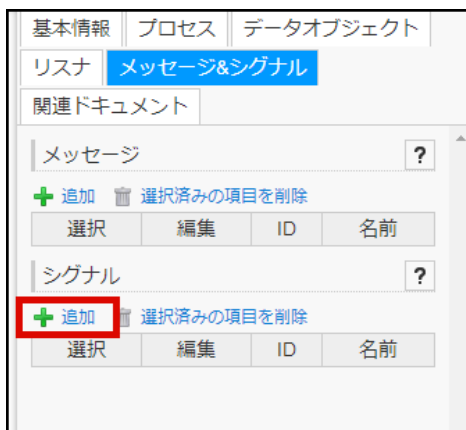 基本情報 プロセス データオブジェクト
リスナ メッセージ&シグナル
関連ドキュメント
メッセージ ?
追加 選択済みの項目を削除
選択 編集 ID 名前
シグナル ?
追加 選択済みの項目を削除
選択 編集 ID 名前